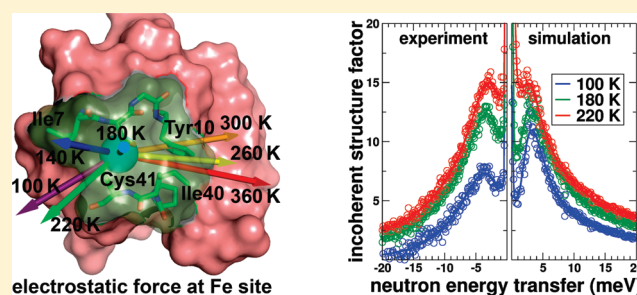 Ile7
180 K
Tyr10
300 K
140 K
260 K
100 K
Cys41
Ile40
360 K
220 K
electrostatic force at Fe site
incoherent structure factor
20
15
10
5
experiment
simulation
100 K
180 K
220 K
-20 -15 -10 -5 5 10 15 20
neutron energy transfer (meV)